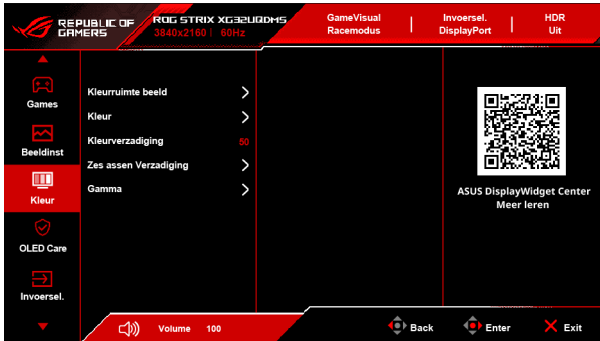 REPUBLIC OF
GAMERS
ROG STRIX XG32UQDMS
3840x2160 | 60Hz
GameVisual
Racemodus
Invoersel.
DisplayPort
HDR
Uit
Games
Beeldinst
Kleur
OLED Care
Invoersel.
Kleurruimte beeld
Kleur
Kleurverzadiging 50
Zes assen Verzadiging
Gamma
ASUS DisplayWidget Center
Meer leren
Volume 100
Back
Enter
Exit